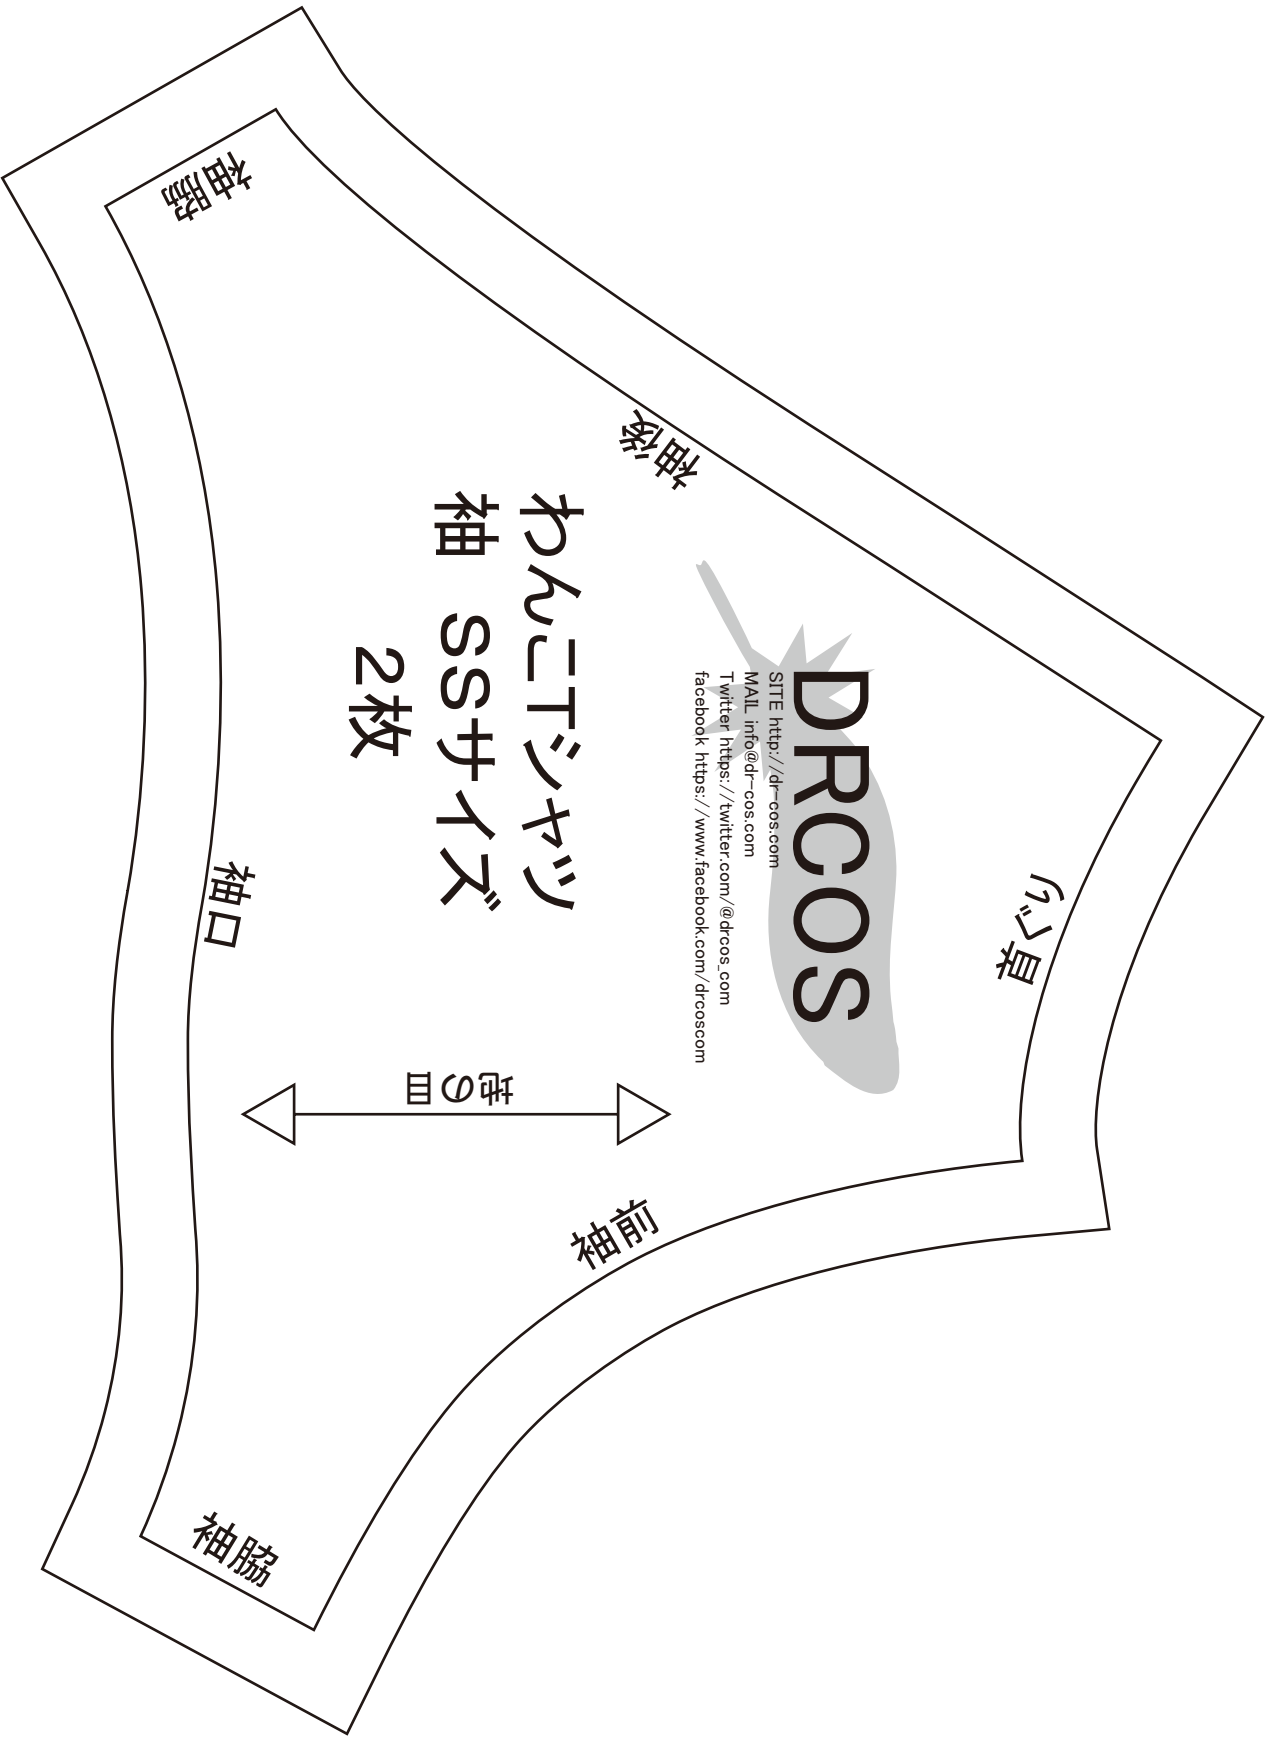 わんこTシャツ
袖 SSサイズ
2枚
DRCOS
SITE http://dr-cos.com
MAIL info@dr-cos.com
Twitter https://twitter.com/@drcos_com
facebook https://www.facebook.com/drcoscom
袖脇
袖後
首ぐり
袖口
地の目
袖前
袖脇